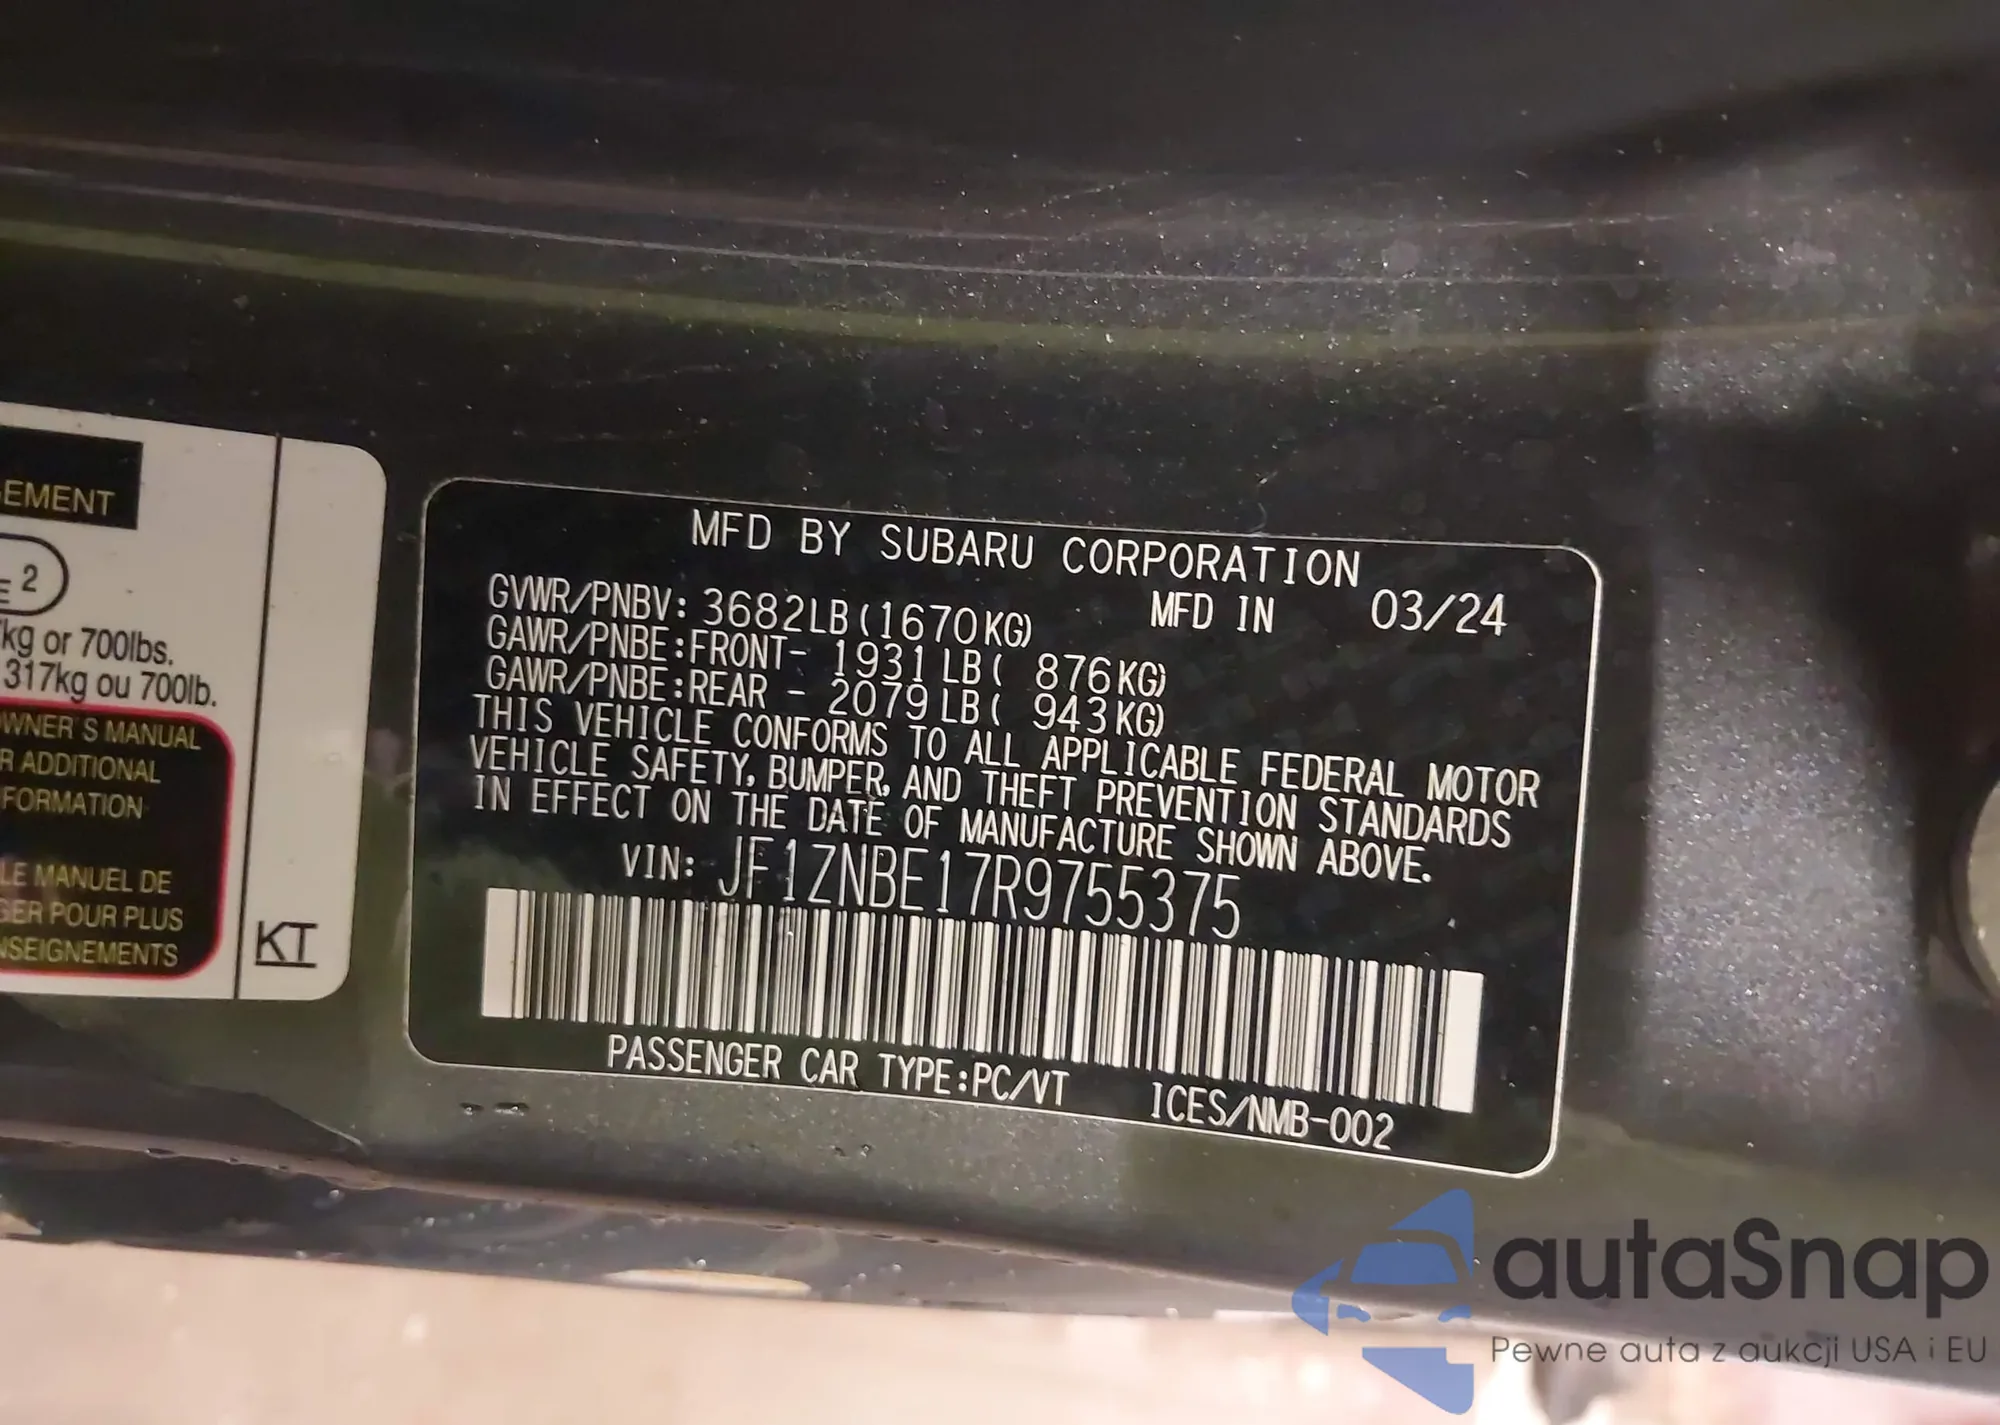 EMENT
E 2
kg or 700lbs.
317kg ou 700lb.
OWNER'S MANUAL
R ADDITIONAL
FORMATION
LE MANUEL DE
GER POUR PLUS
NSEIGNEMENTS
KT
MFD BY SUBARU CORPORATION
GVWR/PNBV: 3682LB(1670KG) MFD IN 03/24
GAWR/PNBE:FRONT- 1931LB( 876KG)
GAWR/PNBE:REAR - 2079LB( 943KG)
THIS VEHICLE CONFORMS TO ALL APPLICABLE FEDERAL MOTOR
VEHICLE SAFETY, BUMPER, AND THEFT PREVENTION STANDARDS
IN EFFECT ON THE DATE OF MANUFACTURE SHOWN ABOVE.
VIN: JF1ZNBE17R9755375
PASSENGER CAR TYPE:PC/VT ICES/NMB-002
autaSnap
Pewne auta z aukcji USA i EU